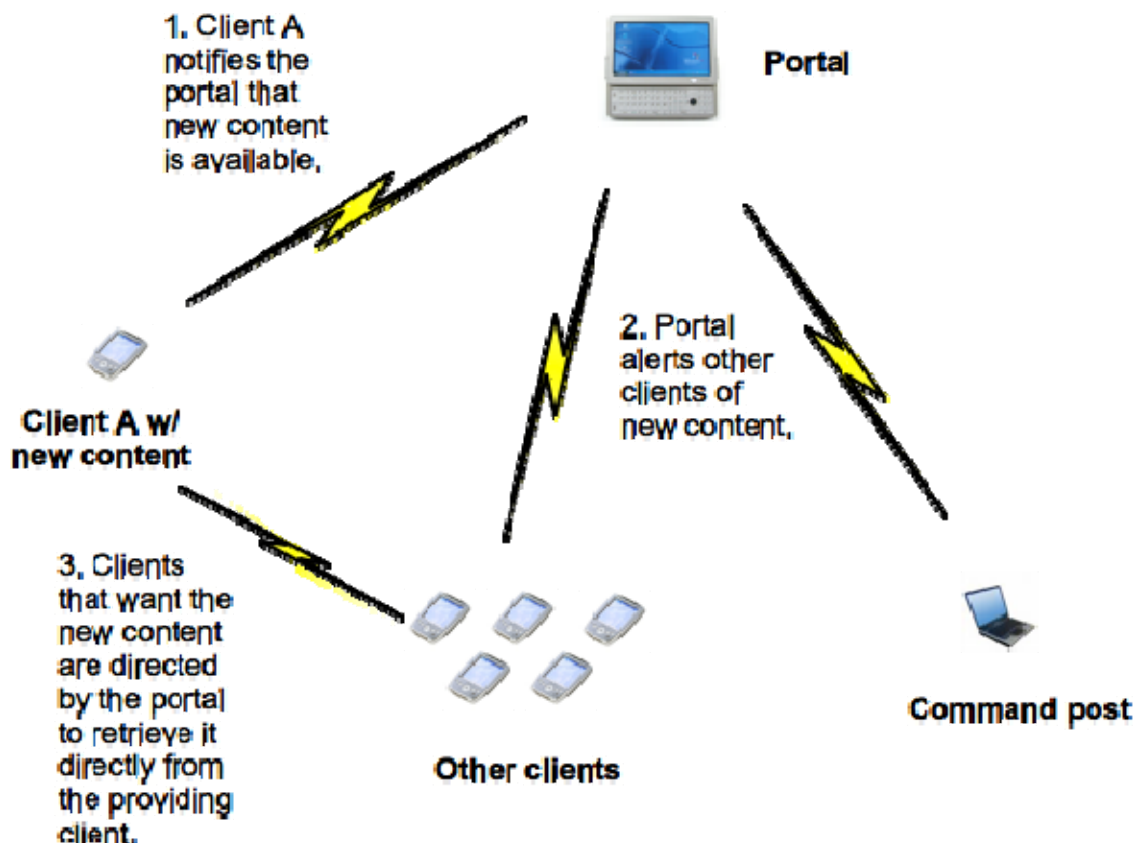 1. Client A
notifies the
portal that
new content
is available.
Portal
2. Portal
alerts other
clients of
new content.
Client A w/
new content
3. Clients
that want the
new content
are directed
by the portal
to retrieve it
directly from
the providing
client.
Other clients
Command post